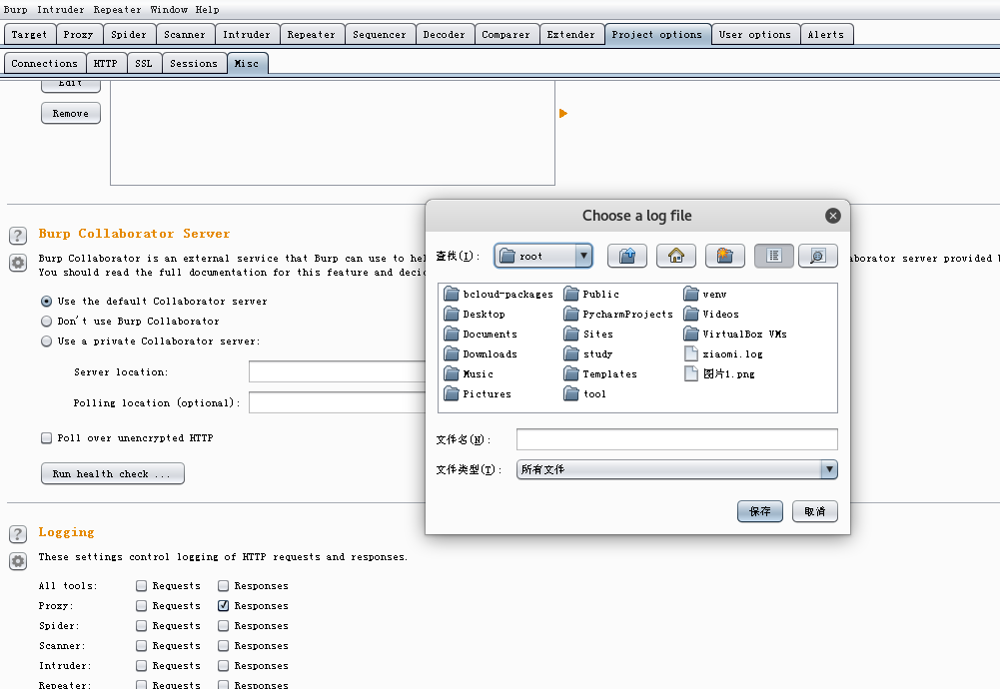 Burp Intruder Repeater Window Help
Target Proxy Spider Scanner Intruder Repeater Sequencer Decoder Comparer Extender Project options User options Alerts
Connections HTTP SSL Sessions Misc
Edit
Remove
Burp Collaborator Server
Burp Collaborator is an external service that Burp can use to hel
aborator server provided b
You should read the full documentation for this feature and deci
Use the default Collaborator server
Don't use Burp Collaborator
Use a private Collaborator server:
Server location:
Polling location (optional):
Poll over unencrypted HTTP
Run health check ...
Logging
These settings control logging of HTTP requests and responses.
All tools: Requests Responses
Proxy: Requests Responses
Spider: Requests Responses
Scanner: Requests Responses
Intruder: Requests Responses
Repeater: Requests Responses
Choose a log file
查找(I): root
bcloud-packages Public venv
Desktop PycharmProjects Videos
Documents Sites VirtualBox VMs
Downloads study xiaomi.log
Music Templates 图片1.png
Pictures tool
文件名(N):
文件类型(T): 所有文件
保存 取消